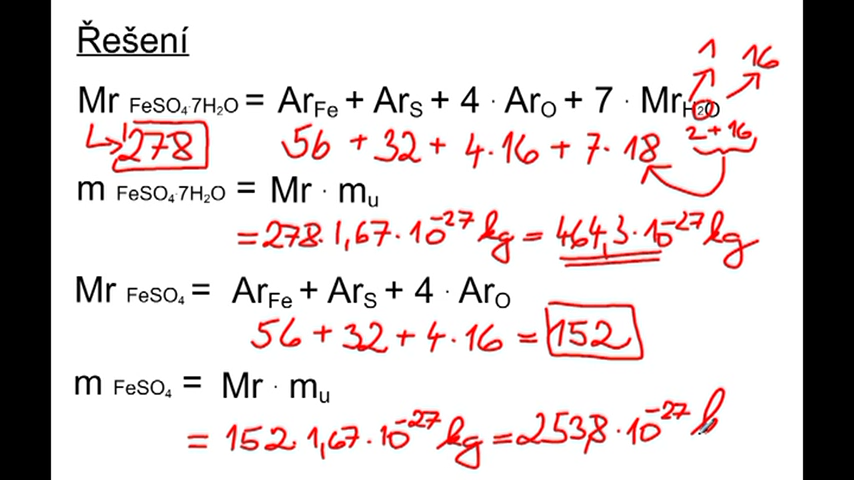 Řešení
1 16
Mr FeSO₄·7H₂O = ArFe + ArS + 4 · ArO + 7 · MrH₂O
2+16
↳ 278 56 + 32 + 4·16 + 7·18
m FeSO₄·7H₂O = Mr · mu
= 278·1,67·10⁻²⁷ kg = 464,3·10⁻²⁷ kg
Mr FeSO₄ = ArFe + ArS + 4 · ArO
56 + 32 + 4·16 = 152
m FeSO₄ = Mr · mu
= 152·1,67·10⁻²⁷ kg = 253,8·10⁻²⁷